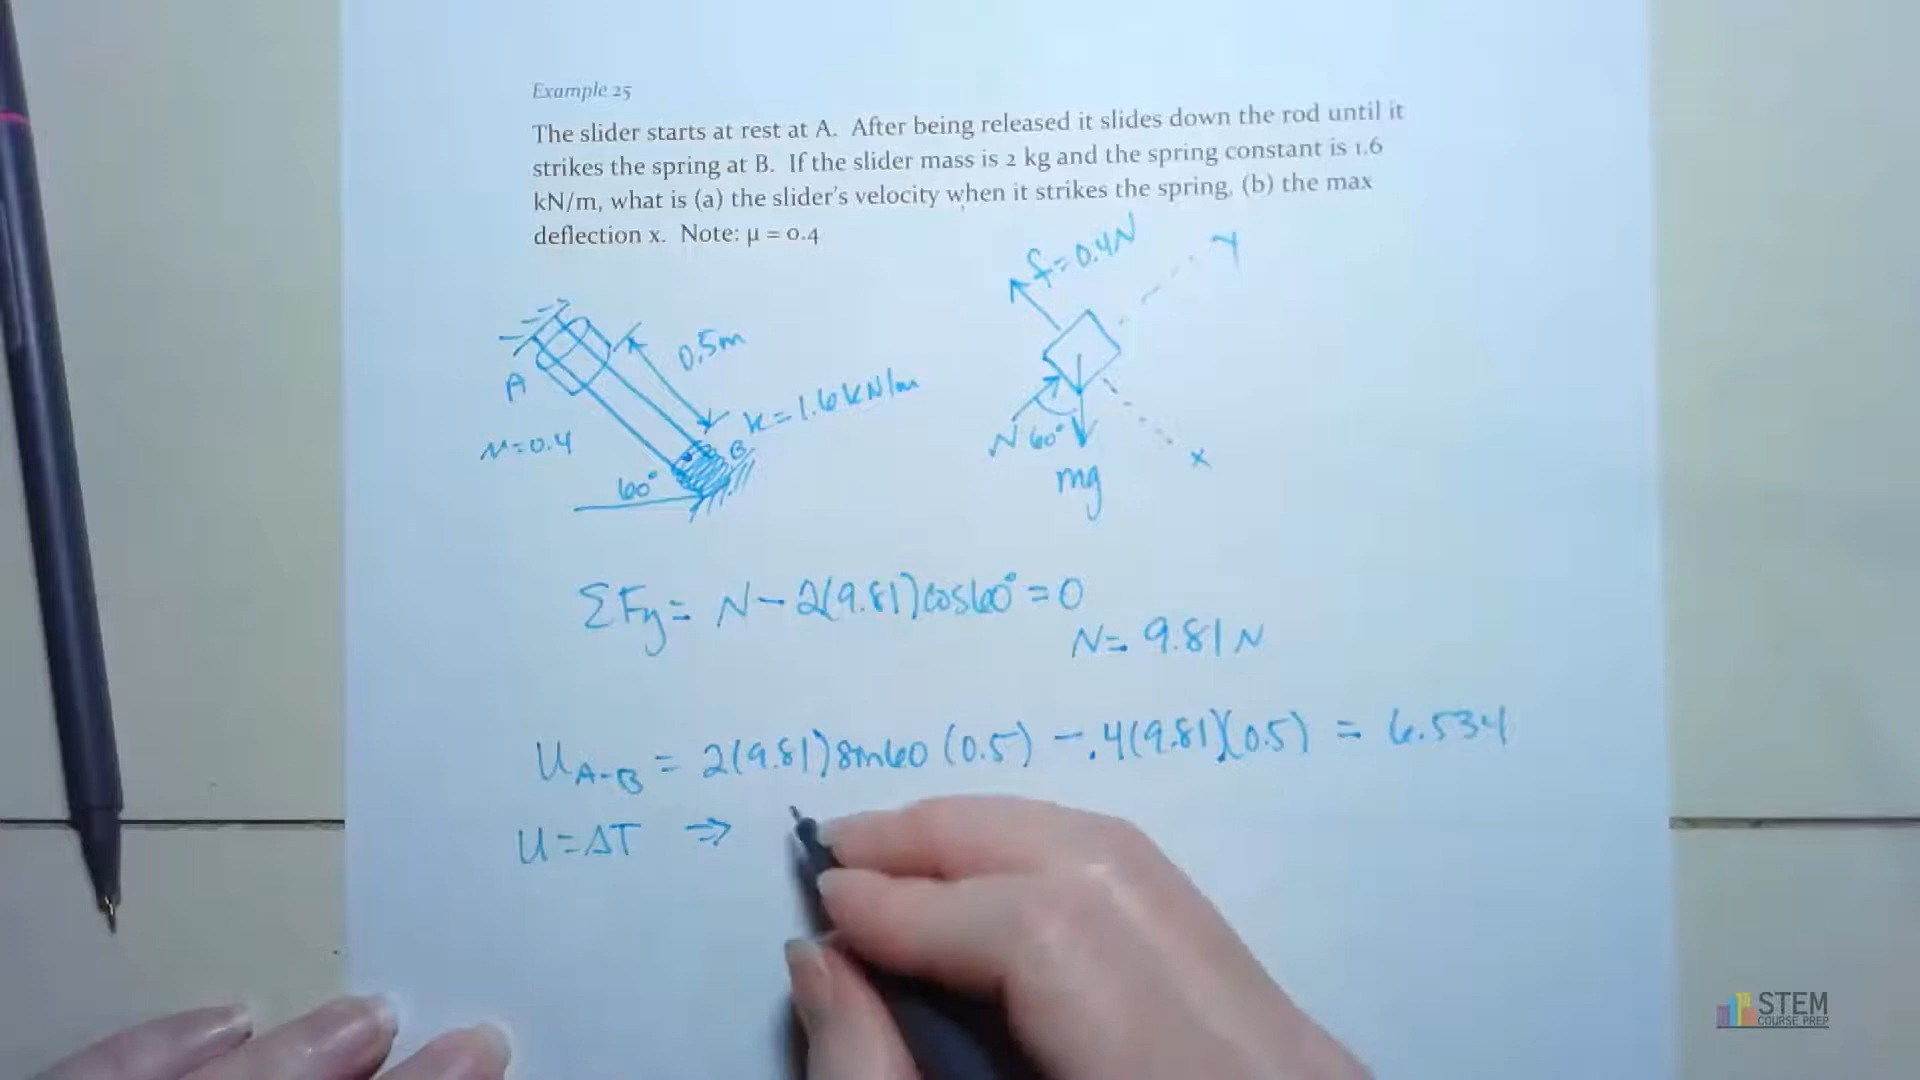 Example 25
The slider starts at rest at A. After being released it slides down the rod until it
strikes the spring at B. If the slider mass is 2 kg and the spring constant is 1.6
kN/m, what is (a) the slider's velocity when it strikes the spring, (b) the max
deflection x. Note: μ = 0.4
f=0.4N
Y
0.5m
A
K=1.6kN/m
μ=0.4
B
60°
N 60°
x
mg
ΣFy= N-2(9.81)cos60°=0
N= 9.81N
U A-B = 2(9.81)sin60 (0.5) -.4(9.81)(0.5) = 6.534
U=ΔT ⇒
STEM
COURSE PREP